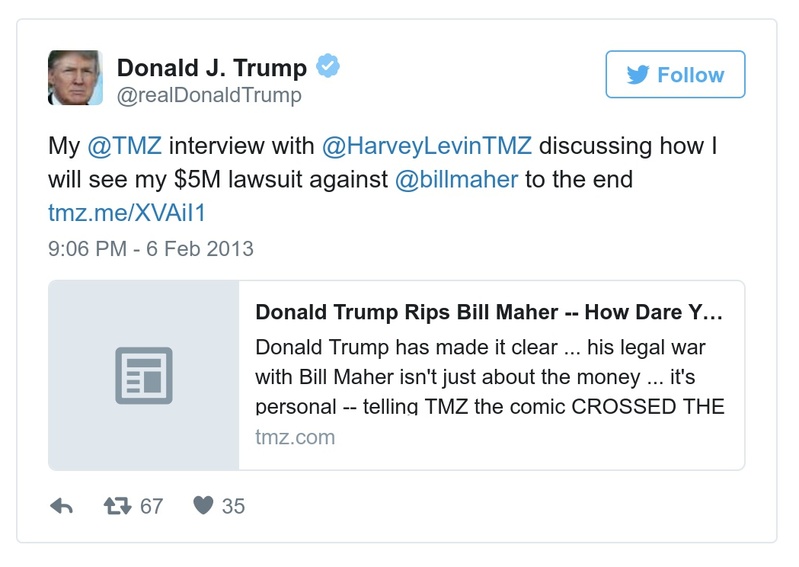 Donald J. Trump
Follow
@realDonaldTrump
My @TMZ interview with @HarveyLevinTMZ discussing how I
will see my $5M lawsuit against @billmaher to the end
tmz.me/XVAiI1
9:06 PM - 6 Feb 2013
Donald Trump Rips Bill Maher -- How Dare Y…
Donald Trump has made it clear ... his legal war
with Bill Maher isn't just about the money ... it's
personal -- telling TMZ the comic CROSSED THE
tmz.com
67 35